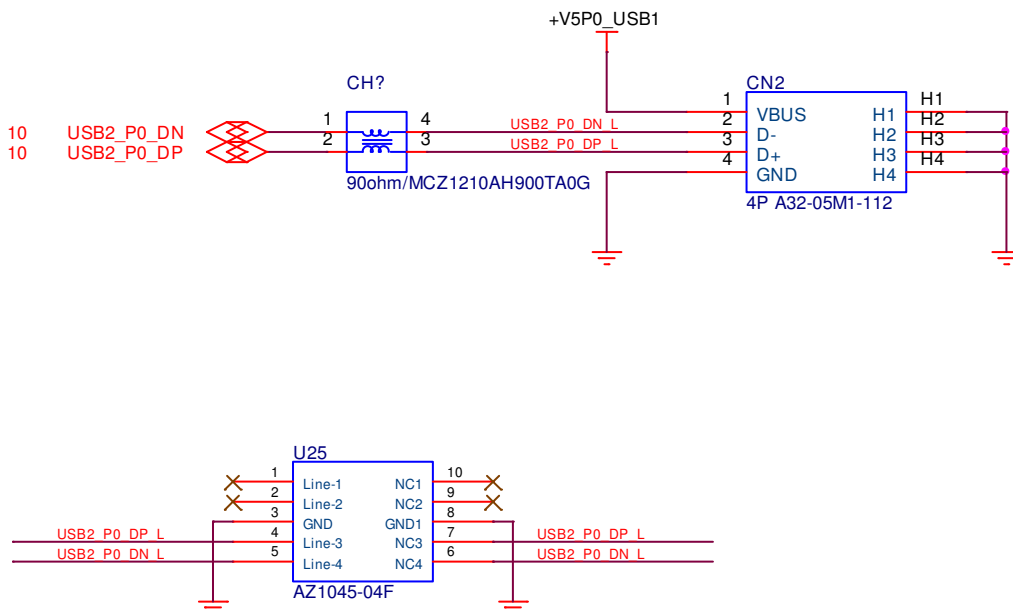 +V5P0_USB1
CH?
CN2
10 USB2_P0_DN 1 4 USB2_P0_DN_L
10 USB2_P0_DP 2 3 USB2_P0_DP_L
90ohm/MCZ1210AH900TA0G
1 VBUS H1 H1
2 D- H2 H2
3 D+ H3 H3
4 GND H4 H4
4P A32-05M1-112
U25
1 Line-1 NC1 10
2 Line-2 NC2 9
3 GND GND1 8
USB2_P0_DP_L 4 Line-3 NC3 7 USB2_P0_DP_L
USB2_P0_DN_L 5 Line-4 NC4 6 USB2_P0_DN_L
AZ1045-04F